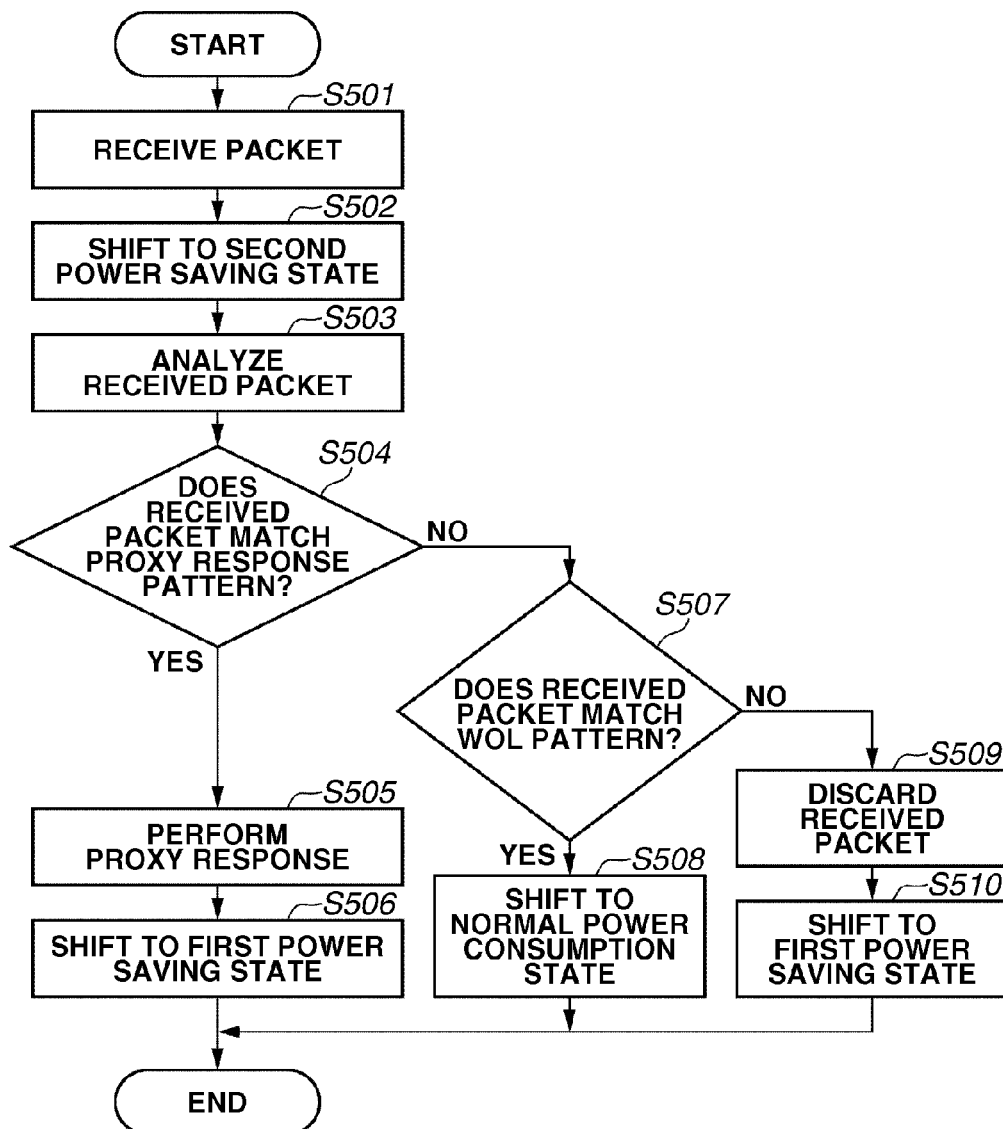 START
S501
RECEIVE PACKET
S502
SHIFT TO SECOND
POWER SAVING STATE
S503
ANALYZE
RECEIVED PACKET
S504
DOES
RECEIVED
PACKET MATCH
PROXY RESPONSE
PATTERN?
NO
YES
S507
DOES RECEIVED
PACKET MATCH
WOL PATTERN?
NO
YES
S505
PERFORM
PROXY RESPONSE
S506
SHIFT TO FIRST POWER
SAVING STATE
S508
SHIFT TO
NORMAL POWER
CONSUMPTION
STATE
S509
DISCARD
RECEIVED
PACKET
S510
SHIFT TO
FIRST POWER
SAVING STATE
END